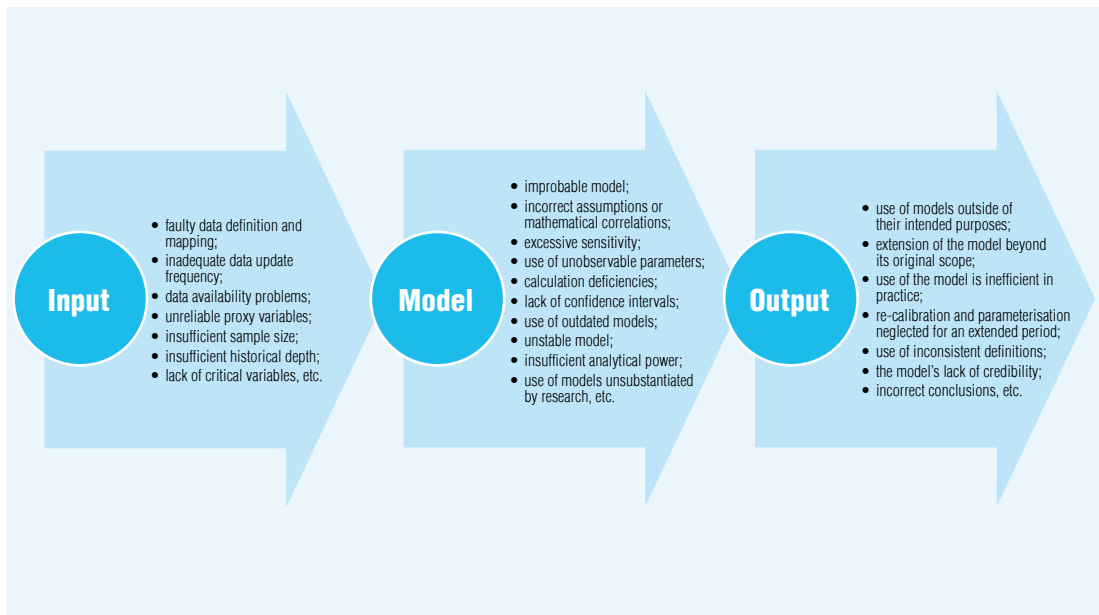 Input
• faulty data definition and
mapping;
• inadequate data update
frequency;
• data availability problems;
• unreliable proxy variables;
• insufficient sample size;
• insufficient historical depth;
• lack of critical variables, etc.
Model
• improbable model;
• incorrect assumptions or
mathematical correlations;
• excessive sensitivity;
• use of unobservable parameters;
• calculation deficiencies;
• lack of confidence intervals;
• use of outdated models;
• unstable model;
• insufficient analytical power;
• use of models unsubstantiated
by research, etc.
Output
• use of models outside of
their intended purposes;
• extension of the model beyond
its original scope;
• use of the model is inefficient in
practice;
• re-calibration and parameterisation
neglected for an extended period;
• use of inconsistent definitions;
• the model's lack of credibility;
• incorrect conclusions, etc.